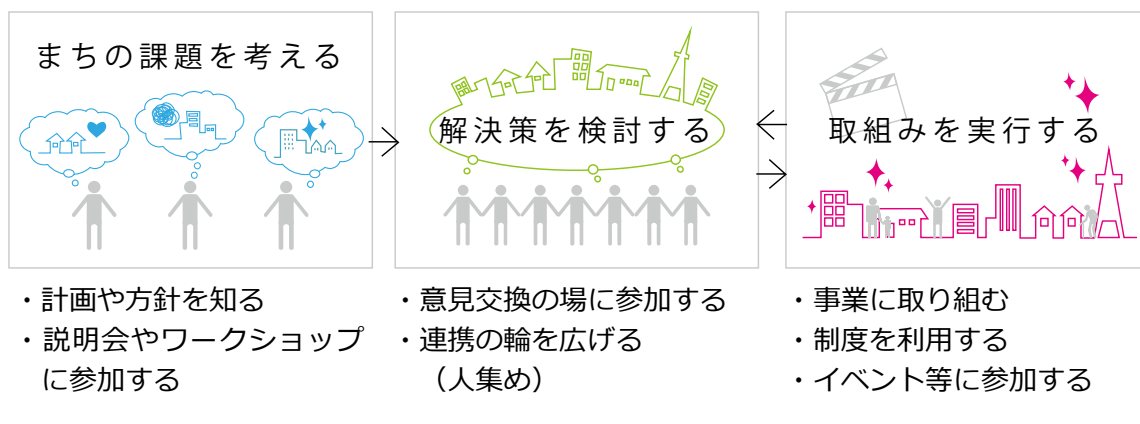 まちの課題を考える
解決策を検討する
取組みを実行する
・計画や方針を知る
・説明会やワークショップ
に参加する
・意見交換の場に参加する
・連携の輪を広げる
（人集め）
・事業に取り組む
・制度を利用する
・イベント等に参加する